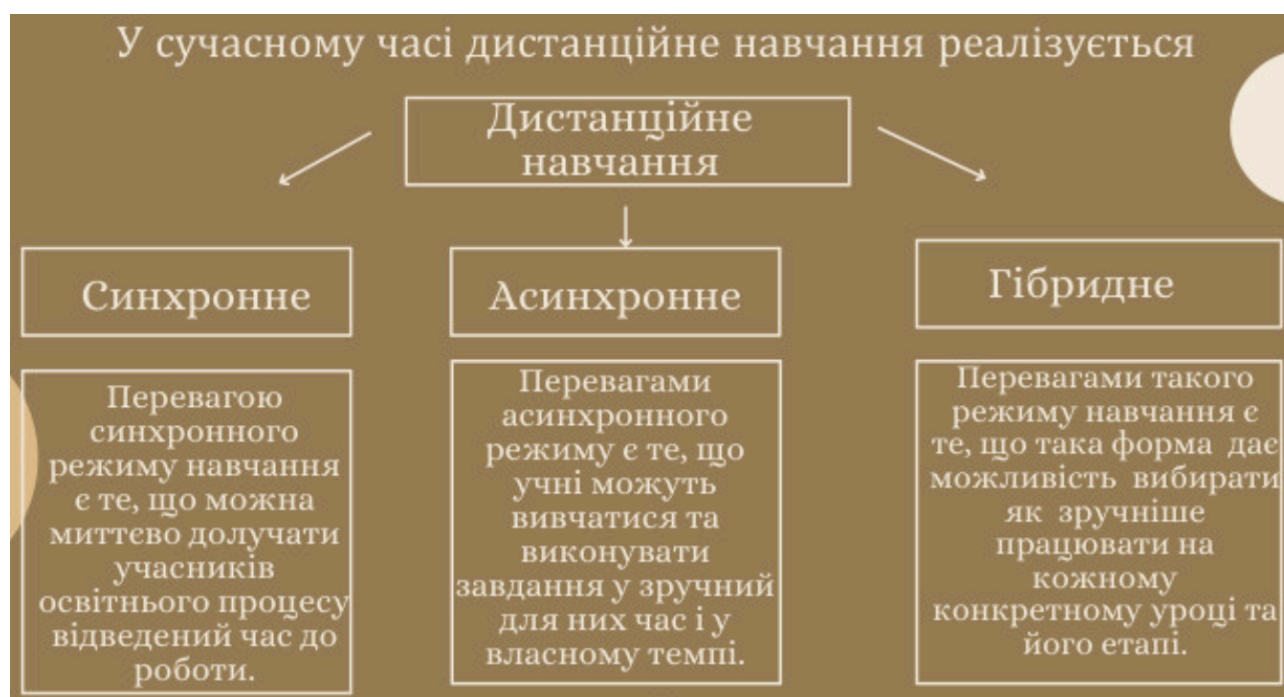 У сучасному часі дистанційне навчання реалізується
Дистанційне
навчання
Синхронне
Асинхронне
Гібридне
Перевагою
синхронного
режиму навчання
є те, що можна
миттєво долучати
учасників
освітнього процесу
відведений час до
роботи.
Перевагами
асинхронного
режиму є те, що
учні можуть
вивчатися та
виконувати
завдання у зручний
для них час і у
власному темпі.
Перевагами такого
режиму навчання є
те, що така форма дає
можливість вибирати
як зручніше
працювати на
кожному
конкретному уроці та
його етапі.